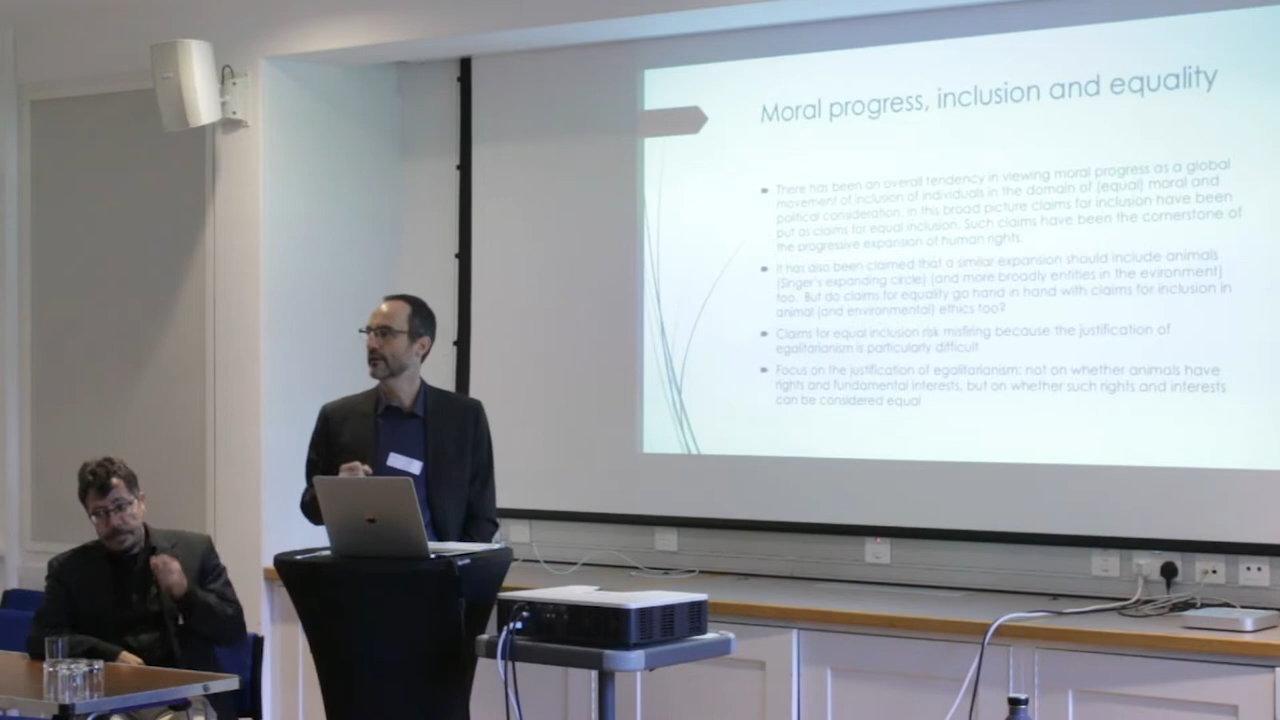 Moral progress, inclusion and equality
There has been an overall tendency in viewing moral progress as a global
movement of inclusion of individuals in the domain of (equal) moral and
political consideration. In this broad picture claims for inclusion have been
put as claims for equal inclusion. Such claims have been the cornerstone of
the progressive expansion of human rights
It has also been claimed that a similar expansion should include animals
(Singer's expanding circle) (and more broadly entities in the evironment)
too. But do claims for equality go hand in hand with claims for inclusion in
animal (and environmental) ethics too?
Claims for equal inclusion risk misfiring because the justification of
egalitarianism is particularly difficult
Focus on the justification of egalitarianism: not on whether animals have
rights and fundamental interests, but on whether such rights and interests
can be considered equal